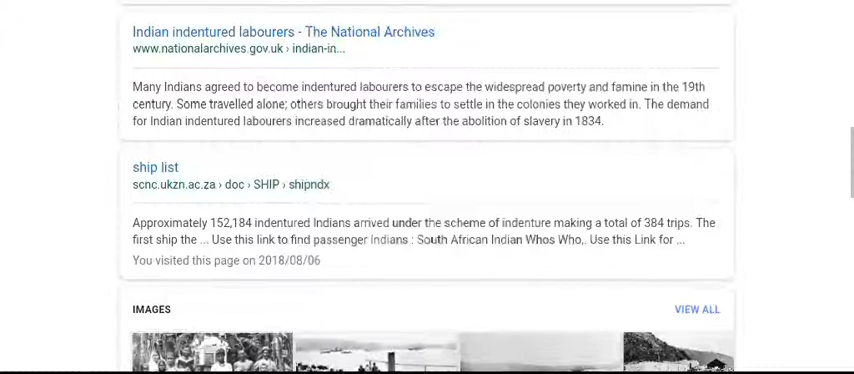 Indian indentured labourers - The National Archives
www.nationalarchives.gov.uk › indian-in...
Many Indians agreed to become indentured labourers to escape the widespread poverty and famine in the 19th
century. Some travelled alone; others brought their families to settle in the colonies they worked in. The demand
for Indian indentured labourers increased dramatically after the abolition of slavery in 1834.
ship list
scnc.ukzn.ac.za › doc › SHIP › shipndx
Approximately 152,184 indentured Indians arrived under the scheme of indenture making a total of 384 trips. The
first ship the ... Use this link to find passenger Indians : South African Indian Whos Who,. Use this Link for ...
You visited this page on 2018/08/06
IMAGES
VIEW ALL